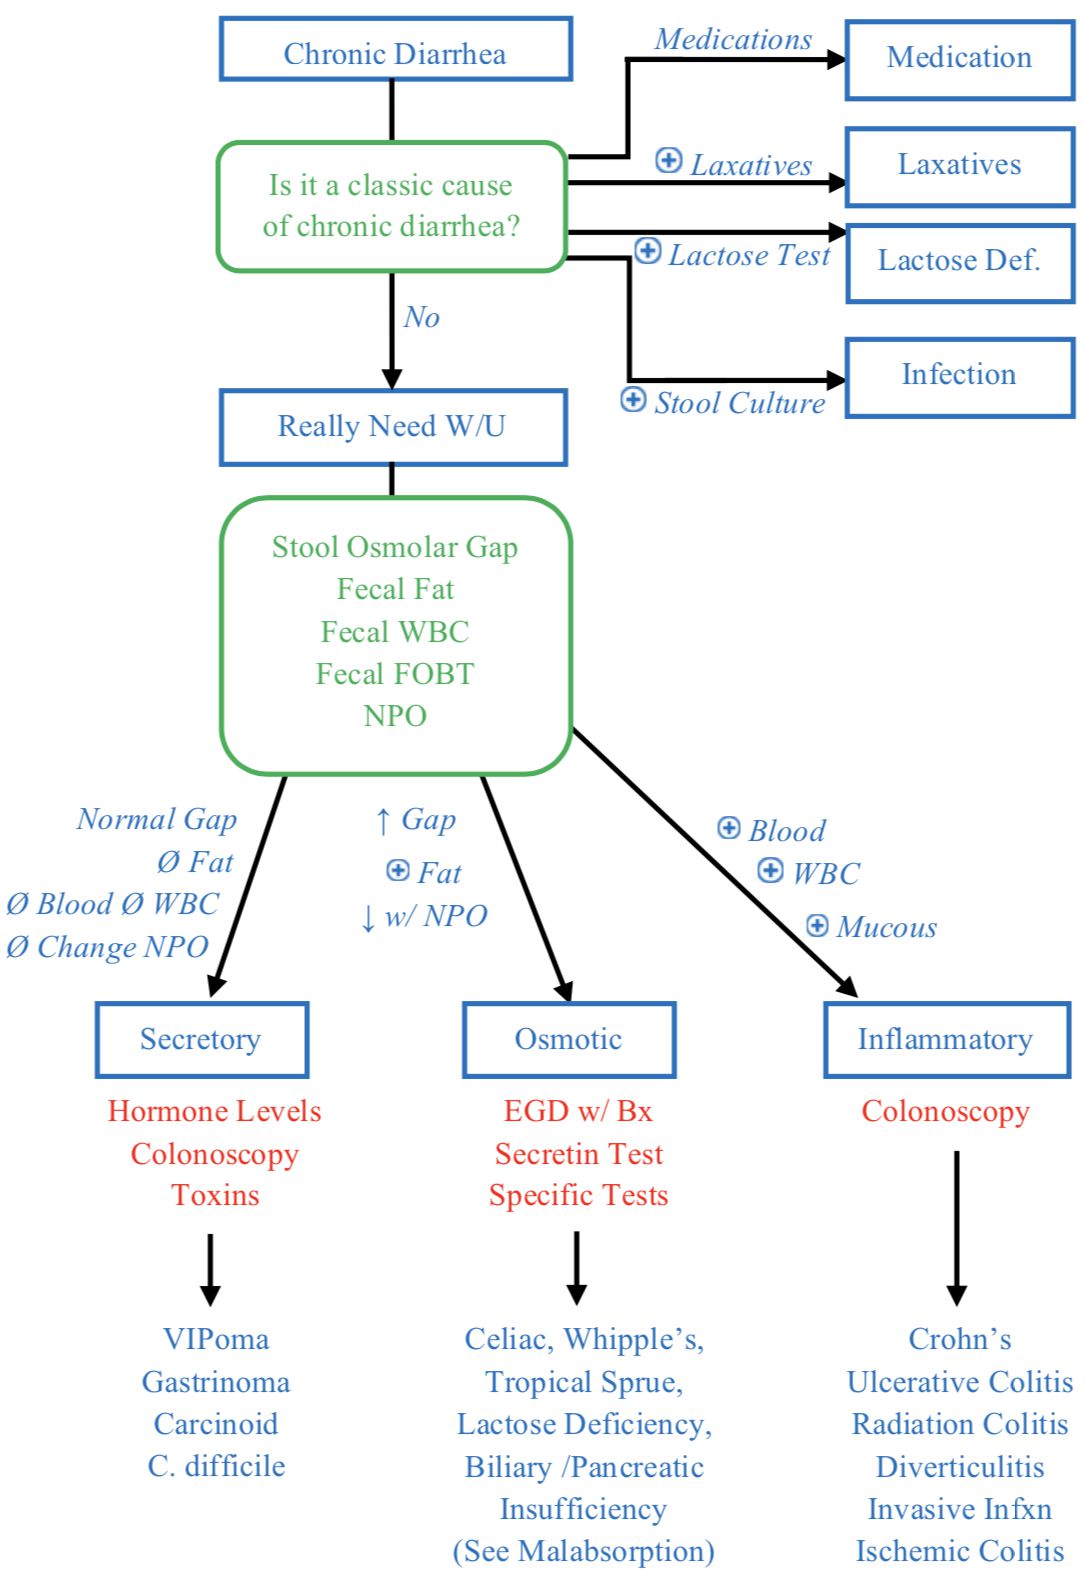 Chronic Diarrhea
Medications
Medication
Is it a classic cause
of chronic diarrhea?
⊕ Laxatives
Laxatives
⊕ Lactose Test
Lactose Def.
No
⊕ Stool Culture
Infection
Really Need W/U
Stool Osmolar Gap
Fecal Fat
Fecal WBC
Fecal FOBT
NPO
Normal Gap
Ø Fat
Ø Blood Ø WBC
Ø Change NPO
↑ Gap
⊕ Fat
↓ w/ NPO
⊕ Blood
⊕ WBC
⊕ Mucous
Secretory
Hormone Levels
Colonoscopy
Toxins
VIPoma
Gastrinoma
Carcinoid
C. difficile
Osmotic
EGD w/ Bx
Secretin Test
Specific Tests
Celiac, Whipple’s,
Tropical Sprue,
Lactose Deficiency,
Biliary /Pancreatic
Insufficiency
(See Malabsorption)
Inflammatory
Colonoscopy
Crohn’s
Ulcerative Colitis
Radiation Colitis
Diverticulitis
Invasive Infxn
Ischemic Colitis